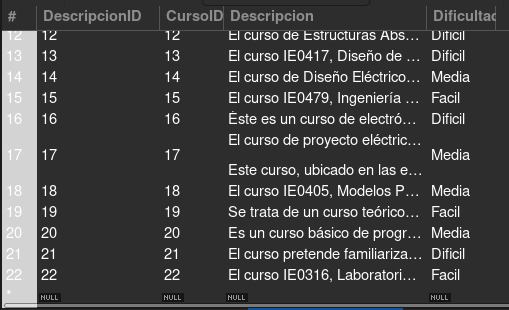 # DescripcionID CursoID Descripcion Dificultad
12 12 12 El curso de Estructuras Abs... Dificil
13 13 13 El curso IE0417, Diseño de ... Dificil
14 14 14 El curso de Diseño Eléctrico... Media
15 15 15 El curso IE0479, Ingeniería ... Facil
16 16 16 Éste es un curso de electró... Dificil
El curso de proyecto eléctric...
17 17 17 Media
Este curso, ubicado en las e...
18 18 18 El curso IE0405, Modelos P... Media
19 19 19 Se trata de un curso teórico... Facil
20 20 20 Es un curso básico de progr... Media
21 21 21 El curso pretende familiariza... Dificil
22 22 22 El curso IE0316, Laboratori... Facil
* NULL NULL NULL NULL